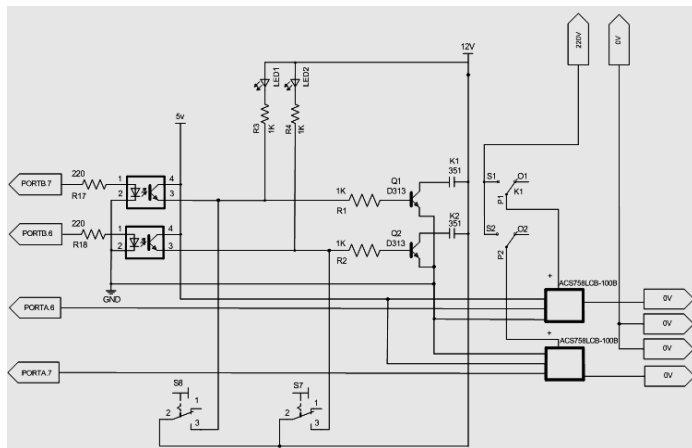 220V
0V
12V
LED1
LED2
R3
1K
R4
1K
5v
PORTB.7
220
R17
1
2
4
3
1K
R1
Q1
D313
K1
351
S1
O1
P1
K1
PORTB.6
220
R18
1
2
4
3
1K
R2
Q2
D313
K2
351
S2
O2
P2
GND
+
ACS758LCB-100B
PORTA.6
0V
0V
+
ACS758LCB-100B
0V
PORTA.7
0V
S8
1
2
3
S7
1
2
3